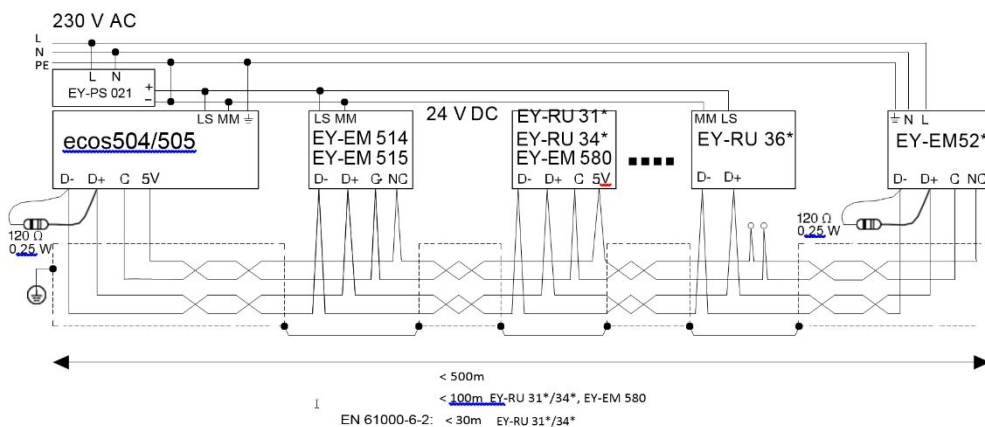 230 V AC
L
N
PE
L N
EY-PS 021 + −
LS MM
ecos504/505
D- D+ C 5V
LS MM
EY-EM 514
EY-EM 515
D- D+ C NC
24 V DC
EY-RU 31*
EY-RU 34*
EY-EM 580
D- D+ C 5V
MM LS
EY-RU 36*
D- D+
N L
EY-EM52*
D- D+ C NC
120 Ω
0,25 W
120 Ω
0,25 W
< 500m
< 100m EY-RU 31*/34*, EY-EM 580
EN 61000-6-2: < 30m EY-RU 31*/34*